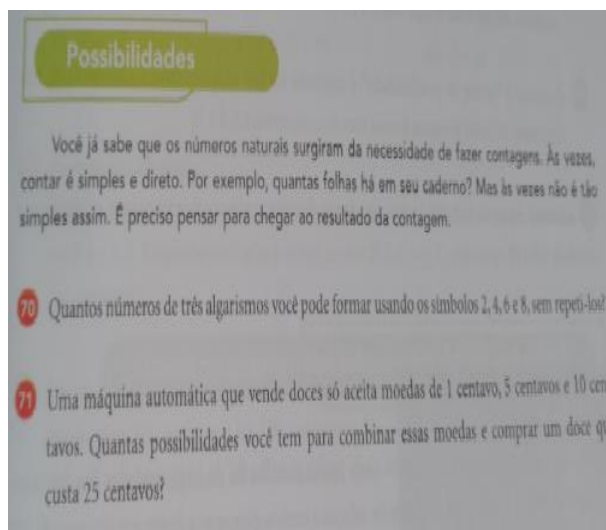 Possibilidades
Você já sabe que os números naturais surgiram da necessidade de fazer contagens. Às vezes,
contar é simples e direto. Por exemplo, quantas folhas há em seu caderno? Mas às vezes não é tão
simples assim. É preciso pensar para chegar ao resultado da contagem.
70 Quantos números de três algarismos você pode formar usando os símbolos 2, 4, 6 e 8, sem repeti-los?
71 Uma máquina automática que vende doces só aceita moedas de 1 centavo, 5 centavos e 10 cen
tavos. Quantas possibilidades você tem para combinar essas moedas e comprar um doce qu
custa 25 centavos?